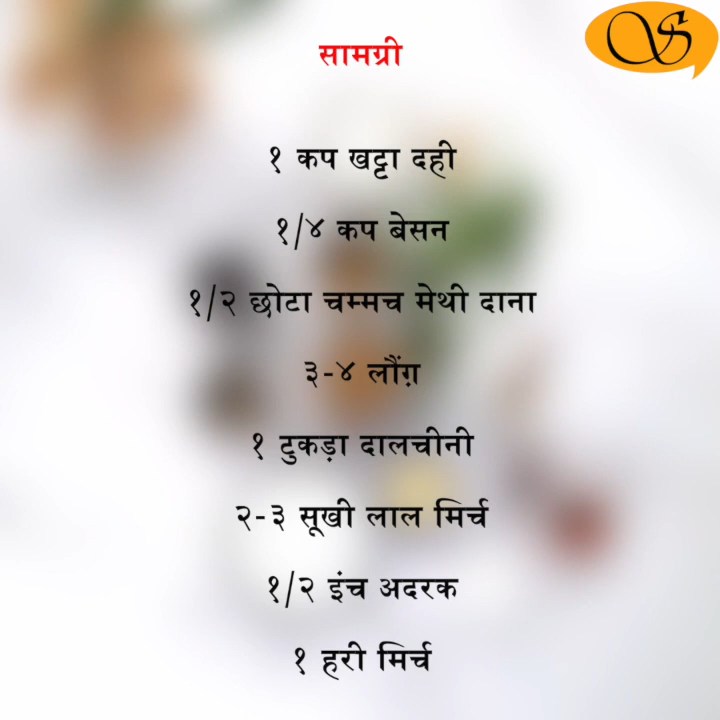 सामग्री
१ कप खट्टा दही
१/४ कप बेसन
१/२ छोटा चम्मच मेथी दाना
३-४ लौंग़
१ टुकड़ा दालचीनी
२-३ सूखी लाल मिर्च
१/२ इंच अदरक
१ हरी मिर्च